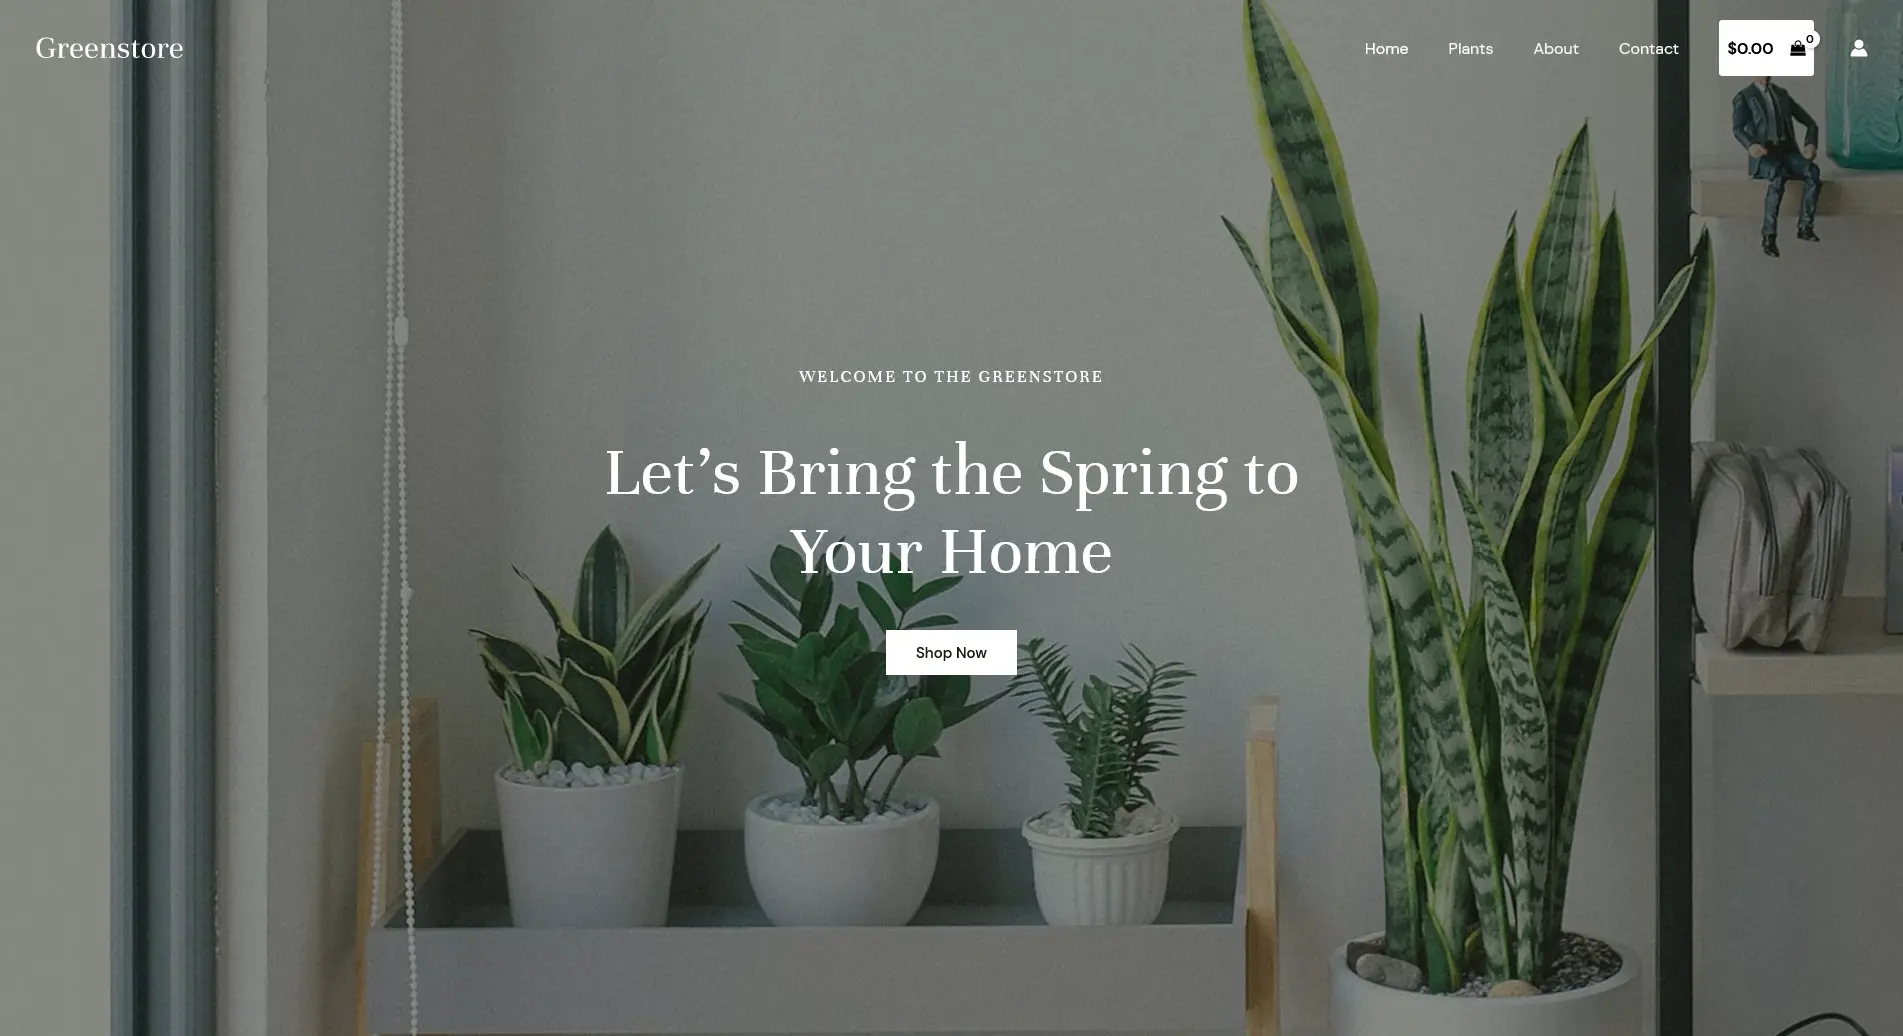 Greenstore
Home Plants About Contact $0.00 0
WELCOME TO THE GREENSTORE
Let’s Bring the Spring to
Your Home
Shop Now